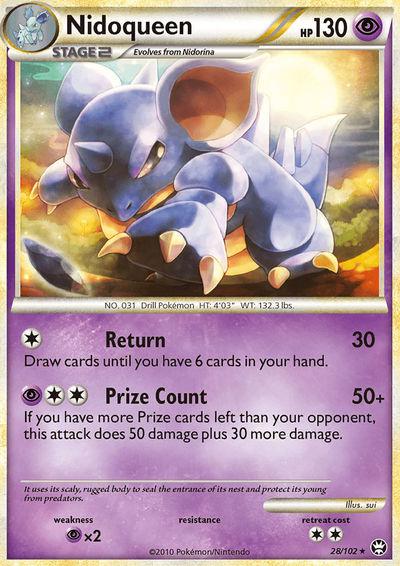 Nidoqueen HP 130
STAGE 2 Evolves from Nidorina
NO. 031 Drill Pokémon HT: 4'03" WT: 132.3 lbs.
Return 30
Draw cards until you have 6 cards in your hand.
Prize Count 50+
If you have more Prize cards left than your opponent,
this attack does 50 damage plus 30 more damage.
It uses its scaly, rugged body to seal the entrance of its nest and protect its young
from predators.
Illus. sui
weakness resistance retreat cost
×2
©2010 Pokémon/Nintendo 28/102 ★